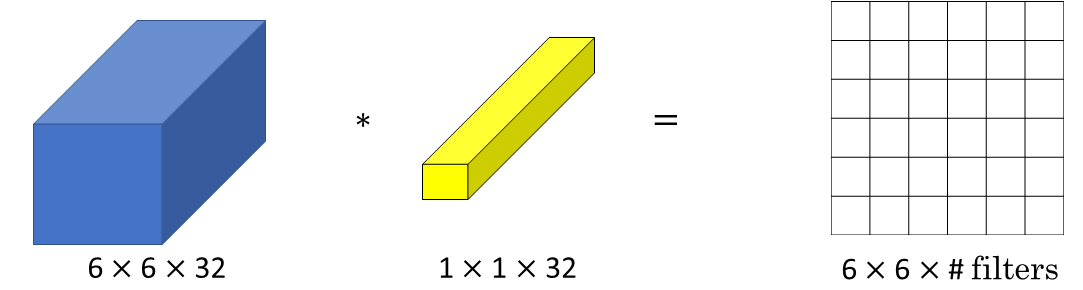 * =
6 × 6 × 32 1 × 1 × 32 6 × 6 × # filters